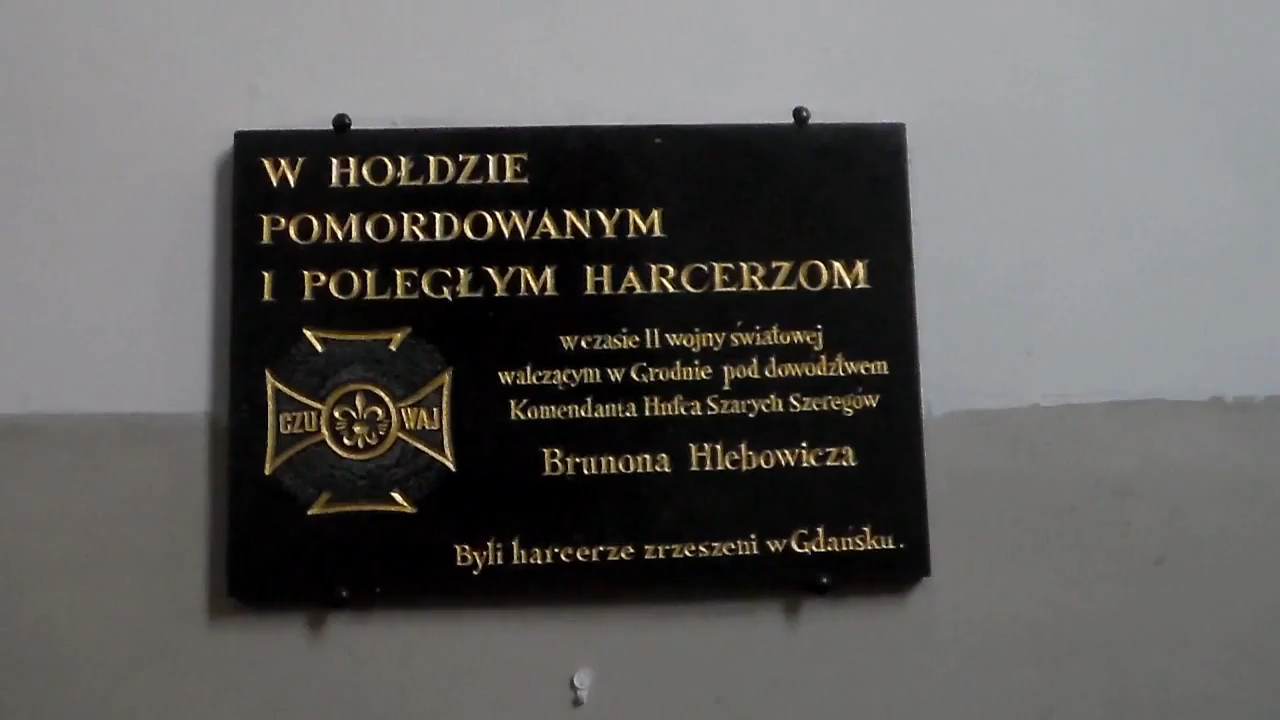 W HOŁDZIE
POMORDOWANYM
I POLEGŁYM HARCERZOM
w czasie II wojny światowej
walczącym w Grodnie pod dowodztwem
Komendanta Hufca Szarych Szeregów
Brunona Hlebowicza
CZU WAJ
Byli harcerze zrzeszeni w Gdańsku.